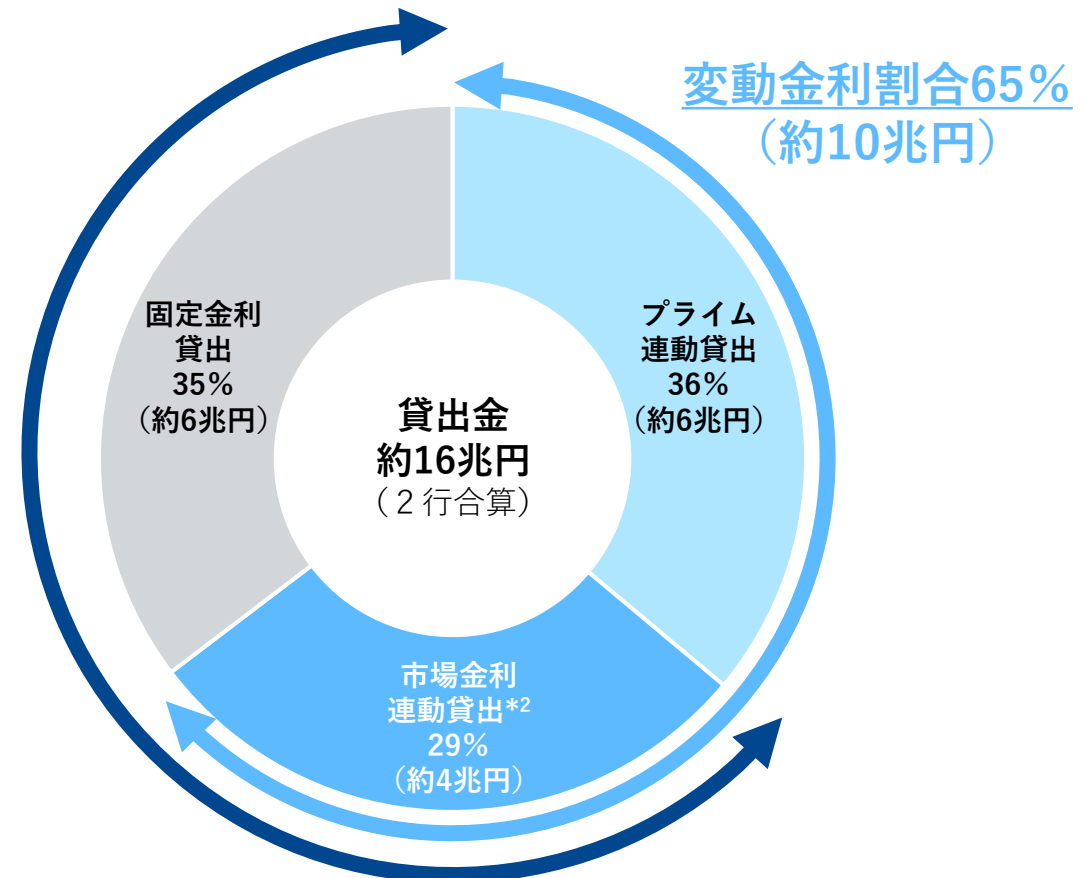 変動金利割合65%
（約10兆円）
固定金利
貸出
35%
（約6兆円）
プライム
連動貸出
36%
（約6兆円）
貸出金
約16兆円
（２行合算）
市場金利
連動貸出*2
29%
（約4兆円）